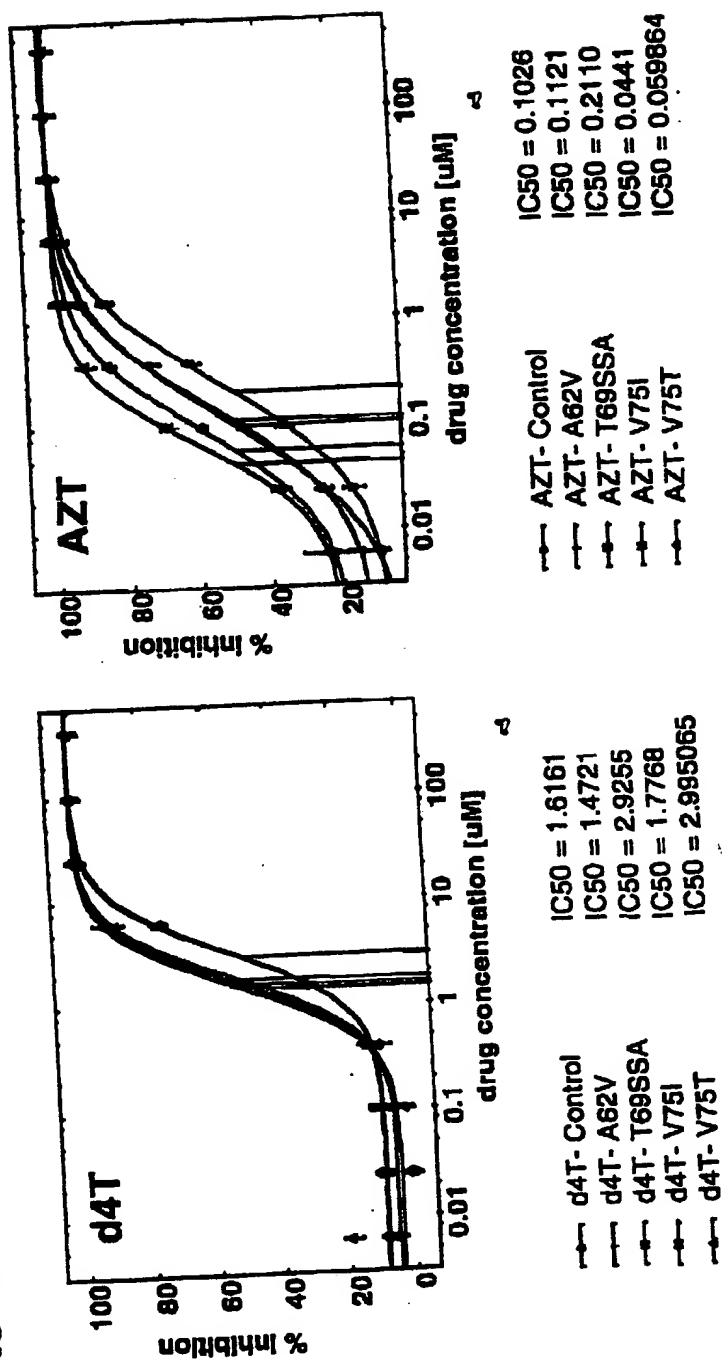 d4T
% inhibition
100
80
60
40
20
0
0.01
0.1
1
10
100
drug concentration [uM]
d4T- Control IC50 = 1.6161
d4T- A62V IC50 = 1.4721
d4T- T69SSA IC50 = 2.9255
d4T- V75I IC50 = 1.7768
d4T- V75T IC50 = 2.995065
AZT
% inhibition
100
80
60
40
20
0.01
0.1
1
10
100
drug concentration [uM]
AZT- Control IC50 = 0.1026
AZT- A62V IC50 = 0.1121
AZT- T69SSA IC50 = 0.2110
AZT- V75I IC50 = 0.0441
AZT- V75T IC50 = 0.059864